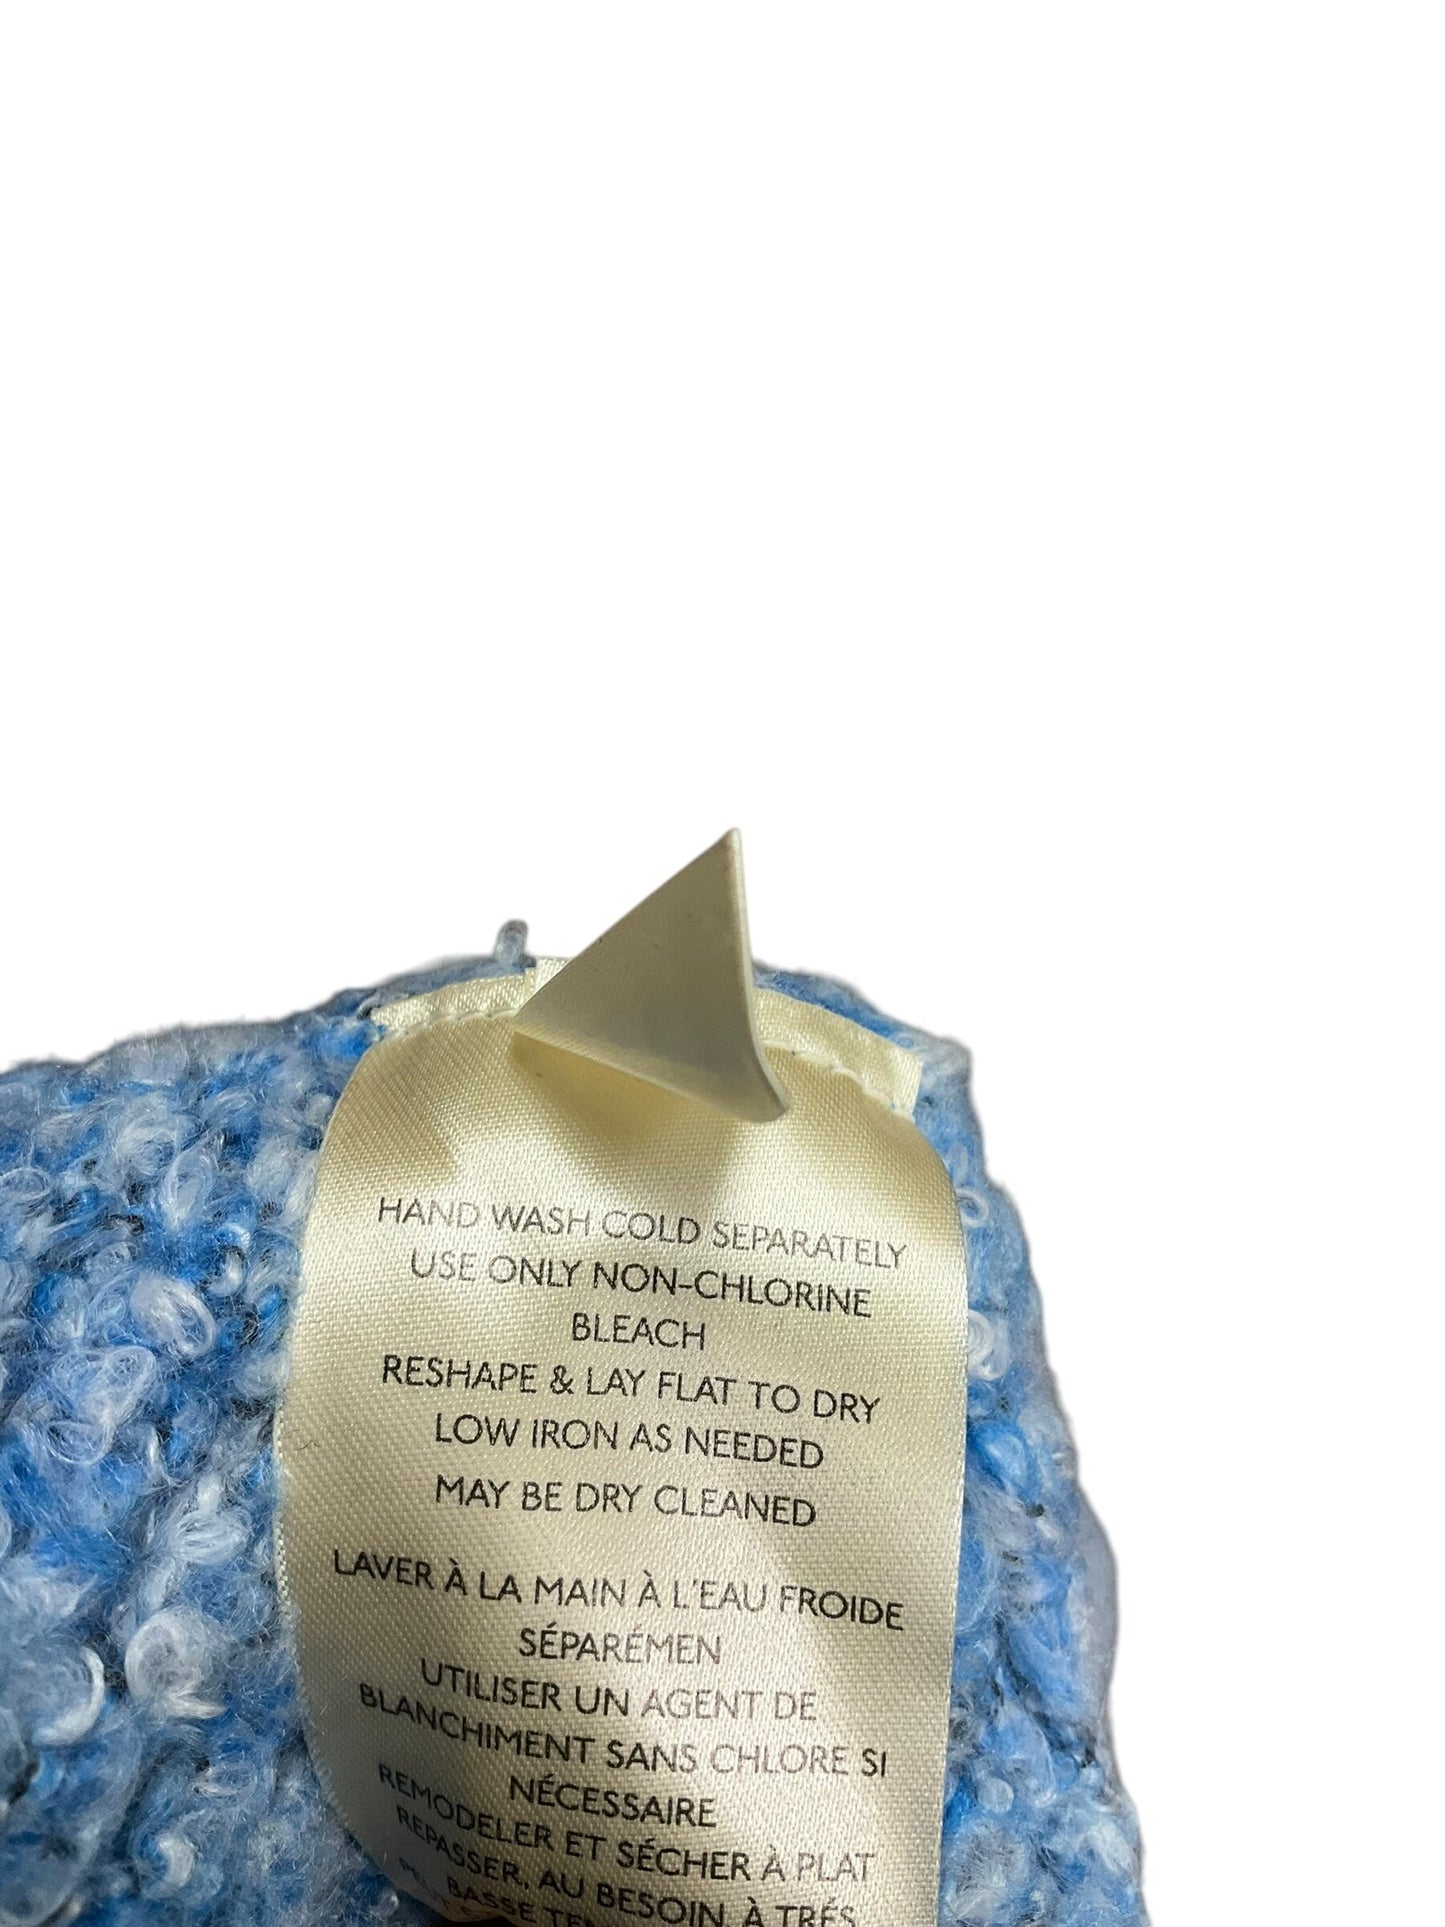 HAND WASH COLD SEPARATELY
USE ONLY NON-CHLORINE
BLEACH
RESHAPE & LAY FLAT TO DRY
LOW IRON AS NEEDED
MAY BE DRY CLEANED
LAVER À LA MAIN À L'EAU FROIDE
SÉPARÉMEN
UTILISER UN AGENT DE
BLANCHIMENT SANS CHLORE SI
NÉCESSAIRE
REMODELER ET SÉCHER À PLAT
REPASSER, AU BESOIN, À TRÉS
BASSE